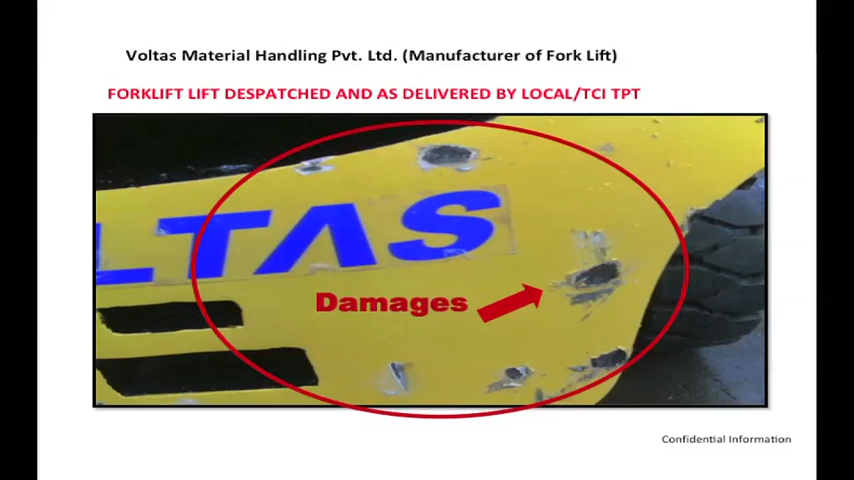 Voltas Material Handling Pvt. Ltd. (Manufacturer of Fork Lift)
FORKLIFT LIFT DESPATCHED AND AS DELIVERED BY LOCAL/TCI TPT
LTAS
Damages
Confidential Information